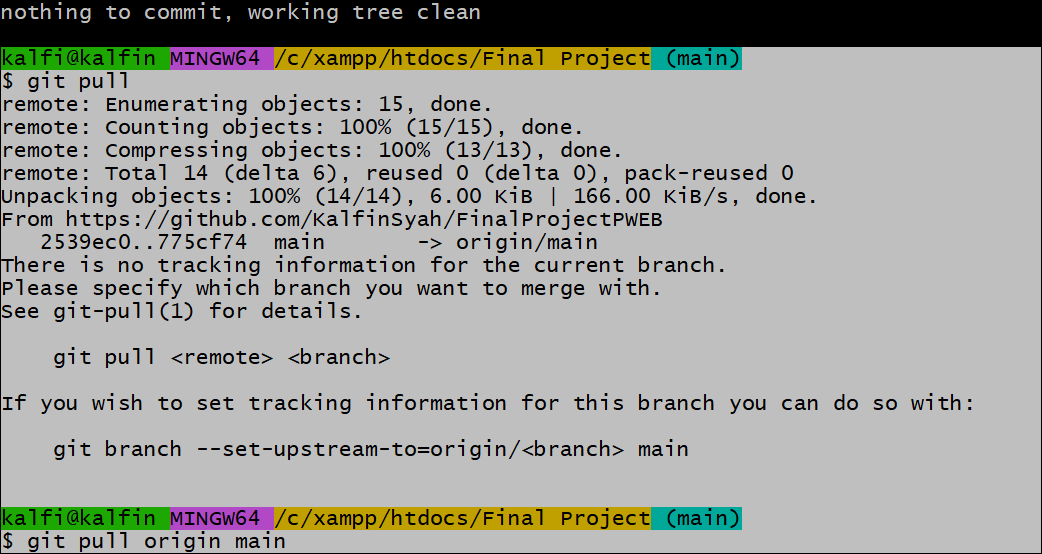 nothing to commit, working tree clean
kalfi@kalfin MINGW64 /c/xampp/htdocs/Final Project (main)
$ git pull
remote: Enumerating objects: 15, done.
remote: Counting objects: 100% (15/15), done.
remote: Compressing objects: 100% (13/13), done.
remote: Total 14 (delta 6), reused 0 (delta 0), pack-reused 0
Unpacking objects: 100% (14/14), 6.00 KiB | 166.00 KiB/s, done.
From https://github.com/KalfinSyah/FinalProjectPWEB
   2539ec0..775cf74  main       -> origin/main
There is no tracking information for the current branch.
Please specify which branch you want to merge with.
See git-pull(1) for details.
    git pull <remote> <branch>
If you wish to set tracking information for this branch you can do so with:
    git branch --set-upstream-to=origin/<branch> main
kalfi@kalfin MINGW64 /c/xampp/htdocs/Final Project (main)
$ git pull origin main